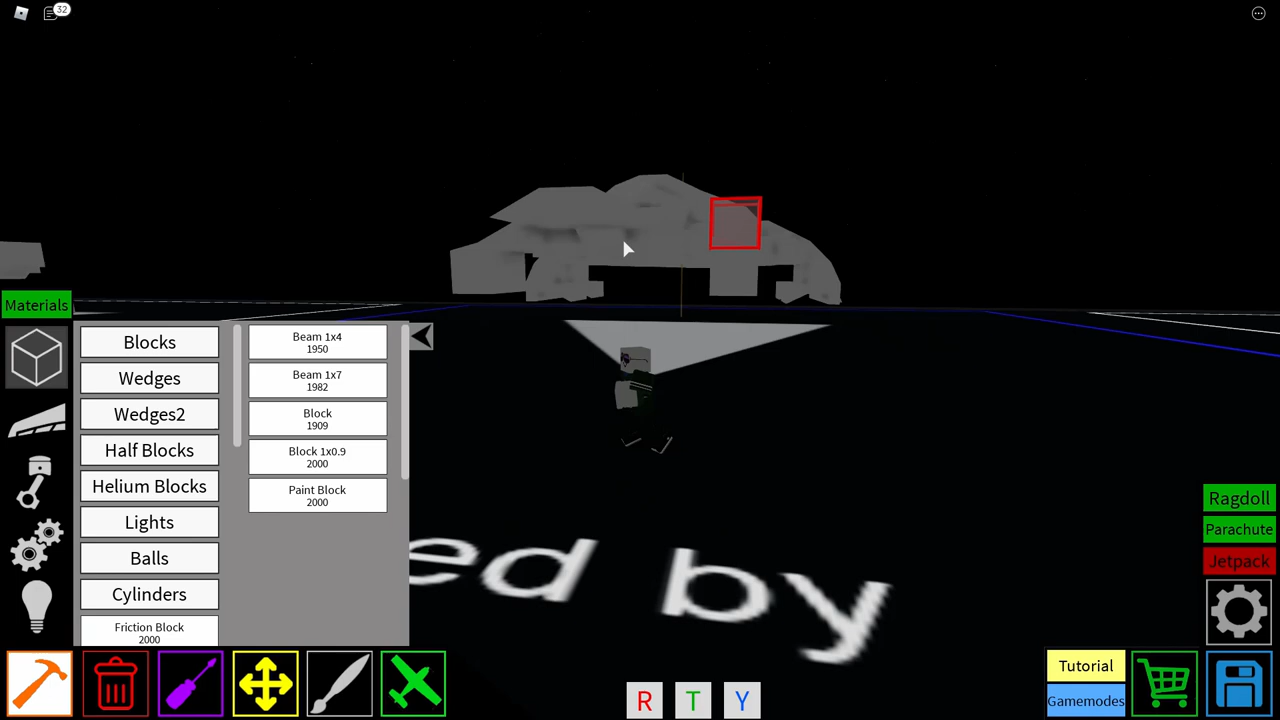 32
Materials
Blocks
Wedges
Wedges2
Half Blocks
Helium Blocks
Lights
Balls
Cylinders
Friction Block
2000
Beam 1x4
1950
Beam 1x7
1982
Block
1909
Block 1x0.9
2000
Paint Block
2000
ed by
Ragdoll
Parachute
Jetpack
Tutorial
Gamemodes
R T Y